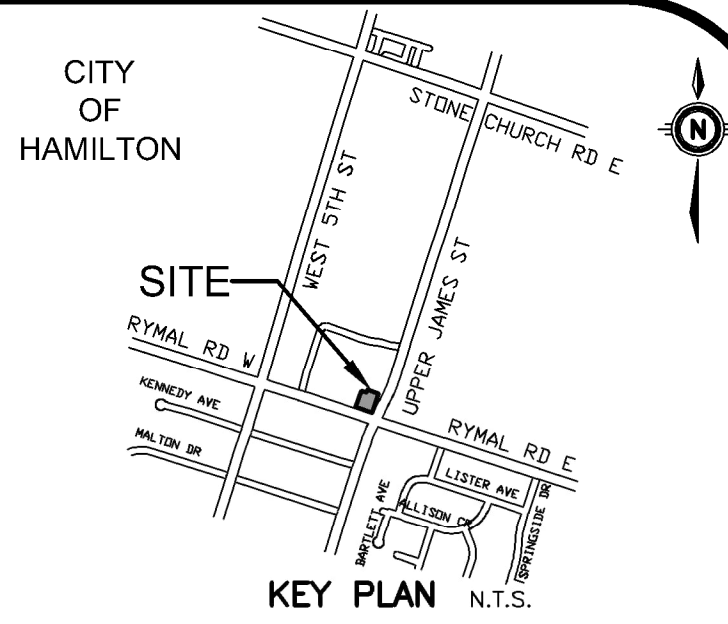 CITY
OF
HAMILTON
N
STONE CHURCH RD E
WEST 5TH ST
UPPER JAMES ST
SITE
RYMAL RD W
KENNEDY AVE
MALTON DR
RYMAL RD E
LISTER AVE
ALLISON CR
BARTLETT AVE
SPRINGSIDE DR
KEY PLAN N.T.S.